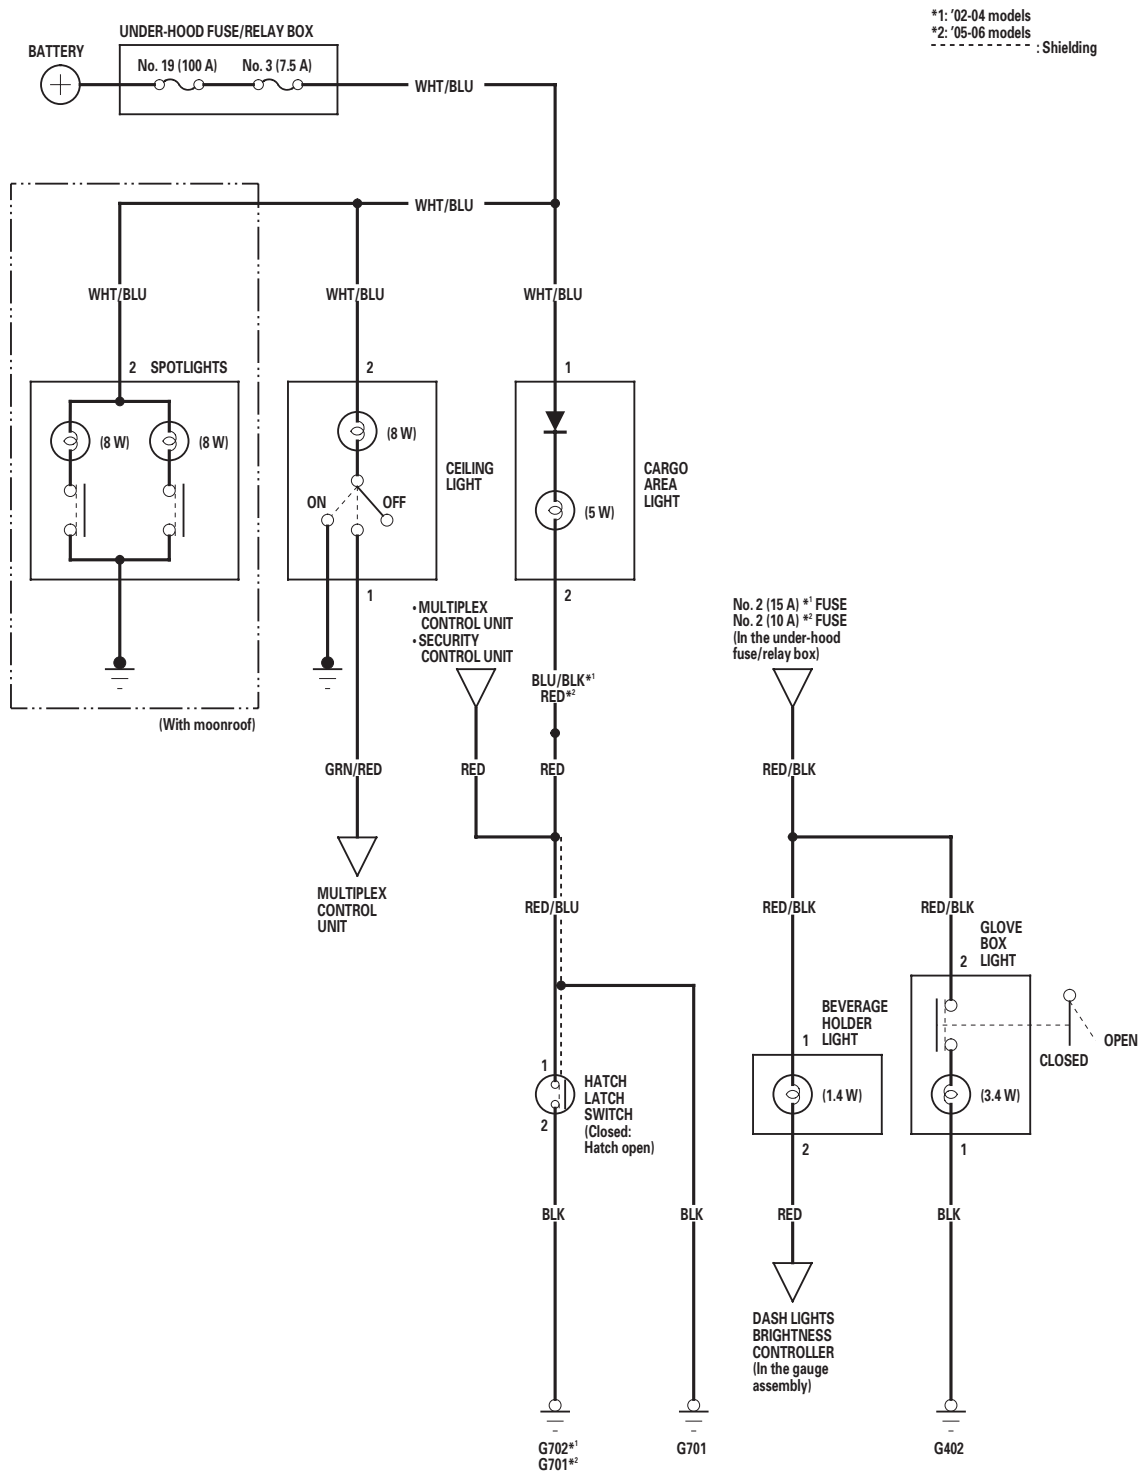 *1: '02-04 models
*2: '05-06 models
: Shielding
UNDER-HOOD FUSE/RELAY BOX
BATTERY
No. 19 (100 A)
No. 3 (7.5 A)
WHT/BLU
WHT/BLU
WHT/BLU
WHT/BLU
WHT/BLU
2
SPOTLIGHTS
2
1
(8 W)
(8 W)
(8 W)
CEILING
LIGHT
ON
OFF
CARGO
AREA
LIGHT
(5 W)
1
2
• MULTIPLEX
CONTROL UNIT
• SECURITY
CONTROL UNIT
No. 2 (15 A) *1 FUSE
No. 2 (10 A) *2 FUSE
(In the under-hood
fuse/relay box)
BLU/BLK*1
RED*2
(With moonroof)
GRN/RED
RED
RED
RED/BLK
MULTIPLEX
CONTROL
UNIT
RED/BLU
RED/BLK
RED/BLK
GLOVE
BOX
LIGHT
2
BEVERAGE
HOLDER
LIGHT
1
OPEN
CLOSED
1
HATCH
LATCH
SWITCH
(Closed:
Hatch open)
2
(1.4 W)
(3.4 W)
2
1
BLK
BLK
RED
BLK
DASH LIGHTS
BRIGHTNESS
CONTROLLER
(In the gauge
assembly)
G702*1
G701*2
G701
G402